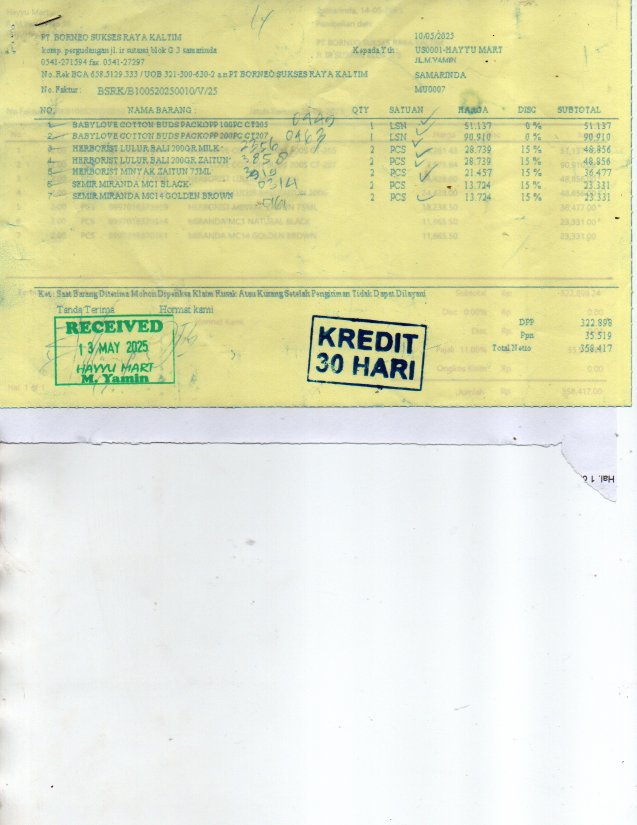 PT. BORNEO SUKSES RAYA KALTIM
komp. pergudangan jl. ir sutami blok G 3 samarinda
0541-271594 fax. 0541-27297
No. Rek BCA 658.5129.333 / UOB 321-300-630-2 a.n PT BORNEO SUKSES RAYA KALTIM
No. Faktur : BSRK/B100520250010/V/25
10/05/2025
Kepada Yth US0001-HAYYU MART
JL.M.YAMIN
SAMARINDA
MU0007
NO. NAMA BARANG QTY SATUAN HARGA DISC SUBTOTAL
1 BABYLOVE COTTON BUDS PACKOPP 100PC CT205 1 LSN 51.137 0 % 51.137
2 BABYLOVE COTTON BUDS PACKOPP 200PC CT207 0463 1 LSN 90.910 0 % 90.910
3 HERBORIST LULUR BALI 200GR MILK 2 PCS 28.739 15 % 48.856
4 HERBORIST LULUR BALI 200GR ZAITUN 3858 2 PCS 28.739 15 % 48.856
5 HERBORIST MINYAK ZAITUN 75ML 2 PCS 21.457 15 % 36.477
6 SEMIR MIRANDA MC1 BLACK 0314 2 PCS 13.724 15 % 23.331
7 SEMIR MIRANDA MC14 GOLDEN BROWN 2 PCS 13.724 15 % 23.331
Ket : Saat Barang Diterima Mohon Diperiksa Klaim Rusak Atau Kurang Setelah Pengiriman Tidak Dapat Dilayani
Tanda Terima Hormat kami
RECEIVED
13 MAY 2025
HAYYU MART
M. Yamin
KREDIT
30 HARI
DPP 322.898
Ppn 35.519
Total Netto 358.417
Hal. 1